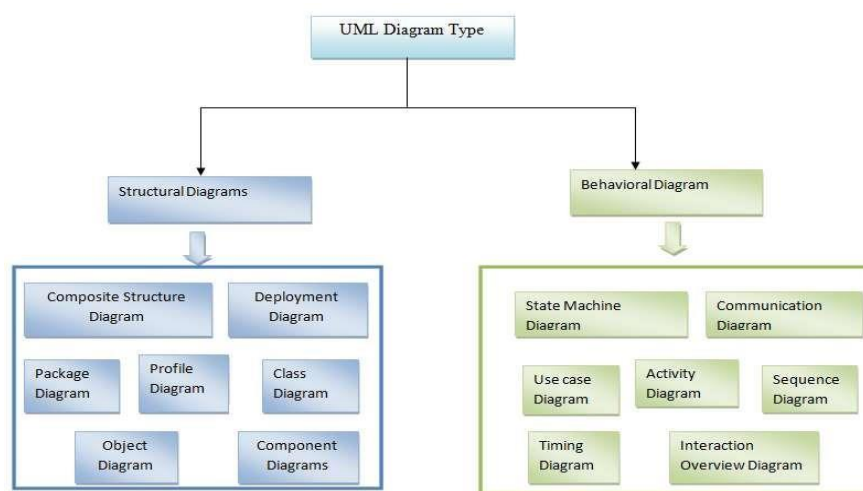 UML Diagram Type
Structural Diagrams
Behavioral Diagram
Composite Structure
Diagram
Deployment
Diagram
Package
Diagram
Profile
Diagram
Class
Diagram
Object
Diagram
Component
Diagrams
State Machine
Diagram
Communication
Diagram
Use case
Diagram
Activity
Diagram
Sequence
Diagram
Timing
Diagram
Interaction
Overview Diagram